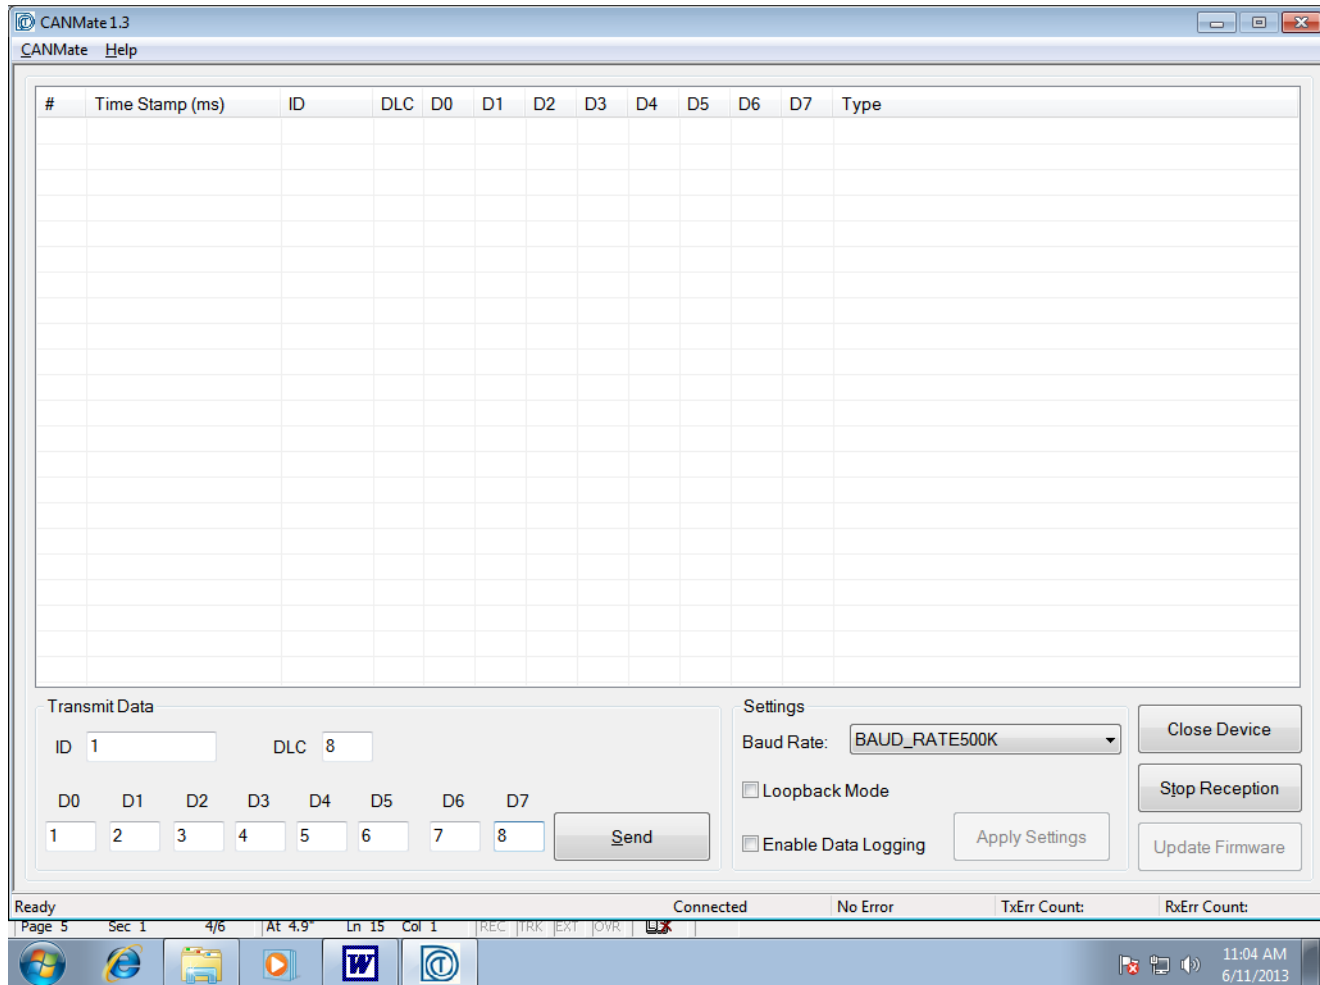 CANMate 1.3
CANMate Help
# Time Stamp (ms) ID DLC D0 D1 D2 D3 D4 D5 D6 D7 Type
Transmit Data
ID 1 DLC 8
D0 D1 D2 D3 D4 D5 D6 D7
1 2 3 4 5 6 7 8 Send
Settings
Baud Rate: BAUD_RATE500K
Loopback Mode
Enable Data Logging Apply Settings
Close Device
Stop Reception
Update Firmware
Ready Connected No Error TxErr Count: RxErr Count:
Page 5 Sec 1 4/6 At 4.9" Ln 15 Col 1 REC TRK EXT OVR
11:04 AM
6/11/2013